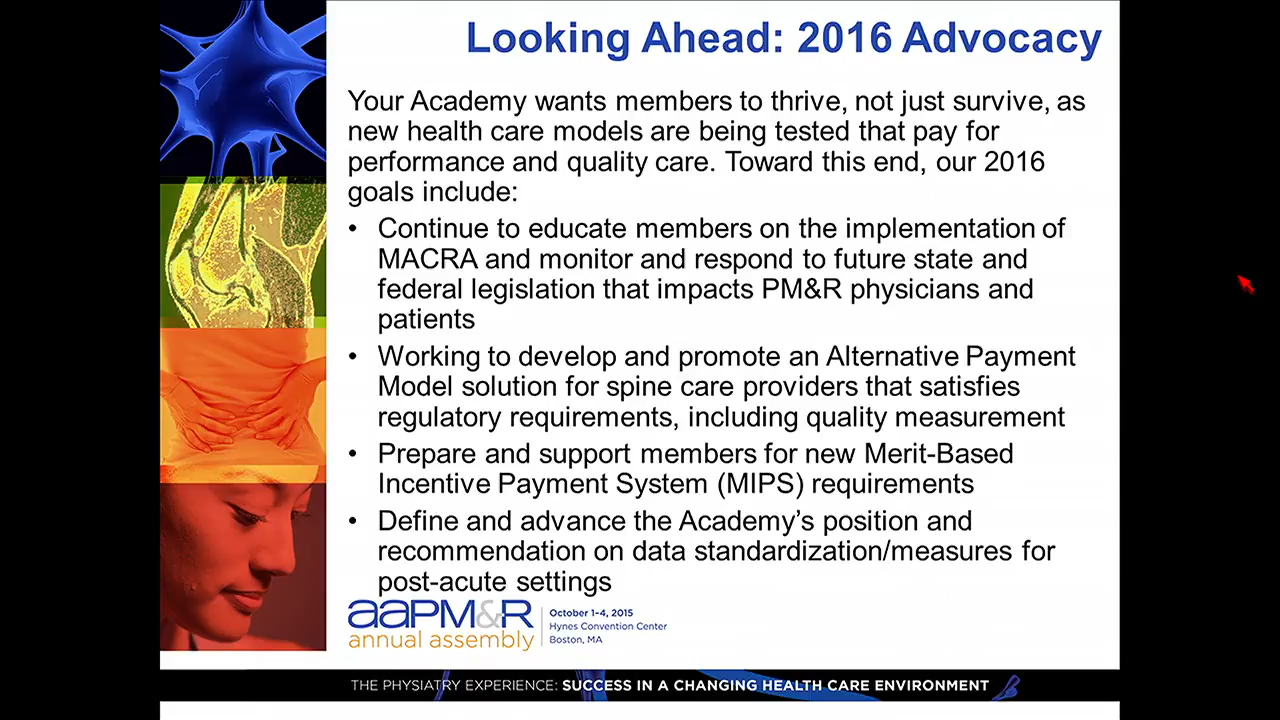 Looking Ahead: 2016 Advocacy
Your Academy wants members to thrive, not just survive, as
new health care models are being tested that pay for
performance and quality care. Toward this end, our 2016
goals include:
• Continue to educate members on the implementation of
MACRA and monitor and respond to future state and
federal legislation that impacts PM&R physicians and
patients
• Working to develop and promote an Alternative Payment
Model solution for spine care providers that satisfies
regulatory requirements, including quality measurement
• Prepare and support members for new Merit-Based
Incentive Payment System (MIPS) requirements
• Define and advance the Academy’s position and
recommendation on data standardization/measures for
post-acute settings
aaPM&R
annual assembly
October 1-4, 2015
Hynes Convention Center
Boston, MA
THE PHYSIATRY EXPERIENCE: SUCCESS IN A CHANGING HEALTH CARE ENVIRONMENT